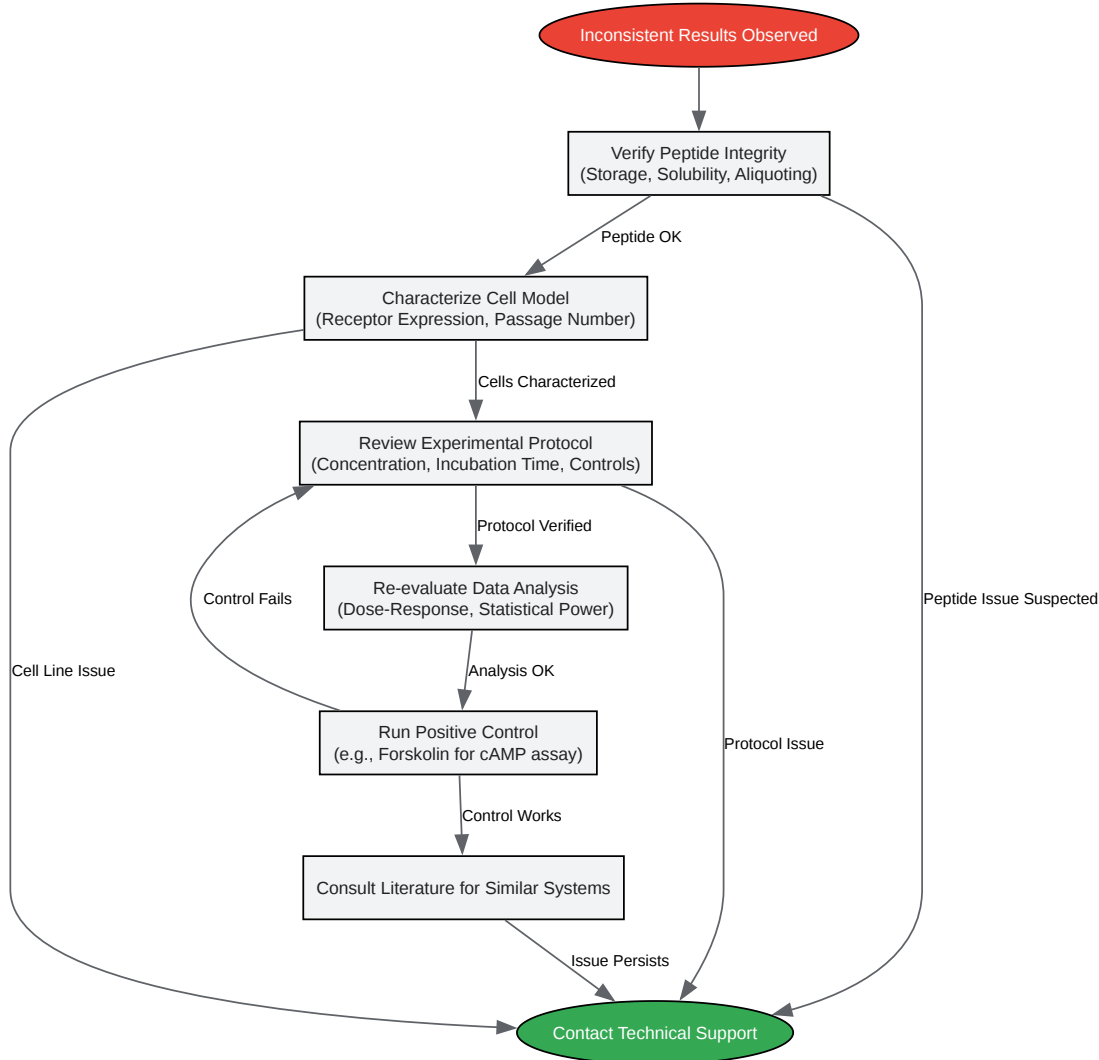 Inconsistent Results Observed
Verify Peptide Integrity
(Storage, Solubility, Aliquoting)
Peptide OK
Characterize Cell Model
(Receptor Expression, Passage Number)
Cells Characterized
Review Experimental Protocol
(Concentration, Incubation Time, Controls)
Protocol Verified
Re-evaluate Data Analysis
(Dose-Response, Statistical Power)
Control Fails
Peptide Issue Suspected
Cell Line Issue
Analysis OK
Run Positive Control
(e.g., Forskolin for cAMP assay)
Protocol Issue
Control Works
Consult Literature for Similar Systems
Issue Persists
Contact Technical Support